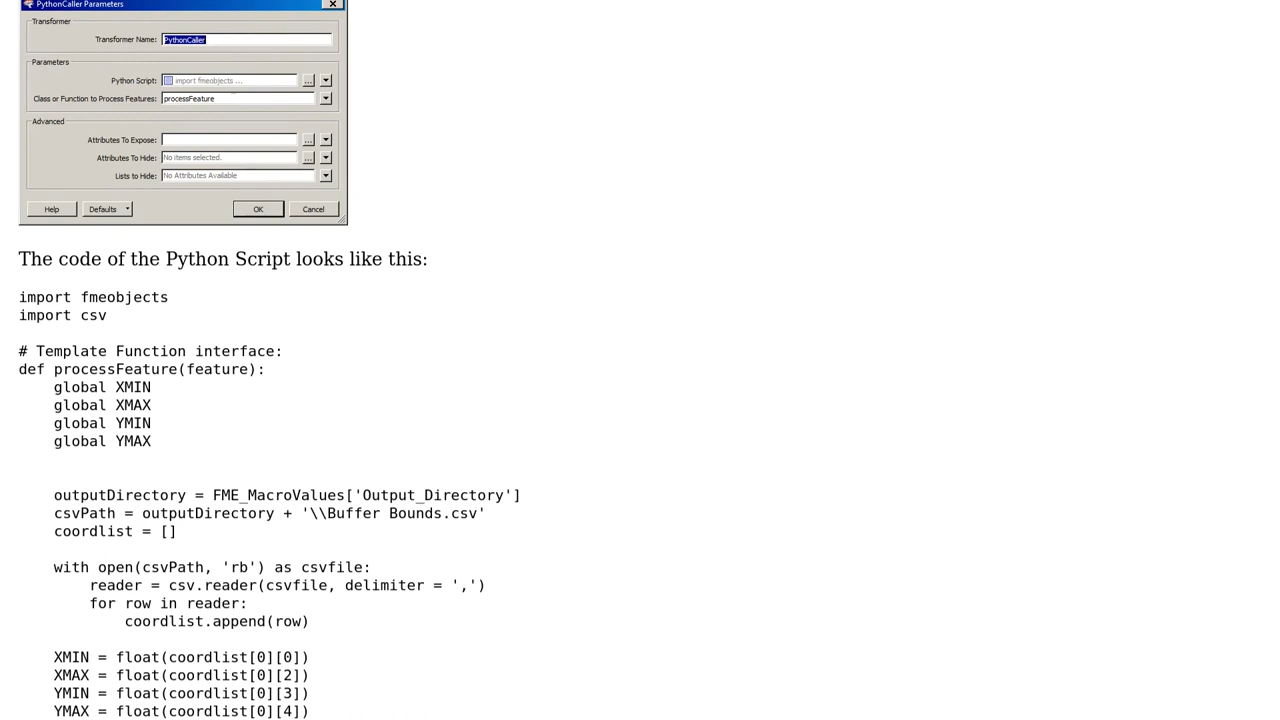 PythonCaller Parameters
Transformer
Transformer Name: PythonCaller
Parameters
Python Script: import fmeobjects ... ...
Class or Function to Process Features: processFeature
Advanced
Attributes To Expose: ...
Attributes To Hide: No items selected. ...
Lists to Hide: No Attributes Available
Help Defaults OK Cancel
The code of the Python Script looks like this:
import fmeobjects
import csv
# Template Function interface:
def processFeature(feature):
    global XMIN
    global XMAX
    global YMIN
    global YMAX
    outputDirectory = FME_MacroValues['Output_Directory']
    csvPath = outputDirectory + '\\Buffer Bounds.csv'
    coordlist = []
    with open(csvPath, 'rb') as csvfile:
        reader = csv.reader(csvfile, delimiter = ',')
        for row in reader:
            coordlist.append(row)
    XMIN = float(coordlist[0][0])
    XMAX = float(coordlist[0][2])
    YMIN = float(coordlist[0][3])
    YMAX = float(coordlist[0][4])